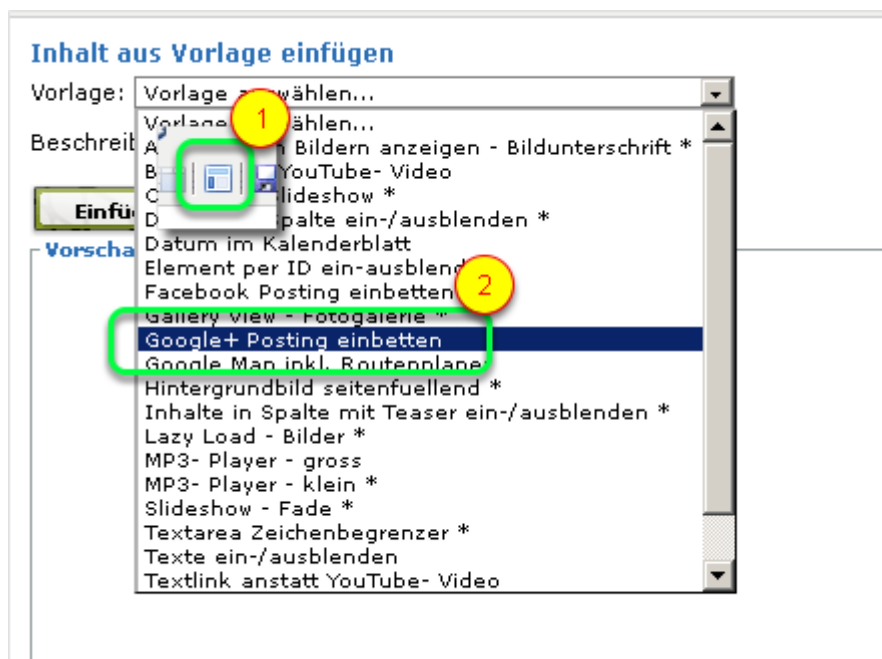 Inhalt aus Vorlage einfügen
Vorlage: Vorlage auswählen...
Vorlage ählen...
1
Beschreib
Bildern anzeigen - Bildunterschrift *
YouTube- Video
lideshow *
Einfü
palte ein-/ausblenden *
Vorscha
Datum im Kalenderblatt
Element per ID ein-ausblend
Facebook Posting einbetten
2
Gallery View - Fotogalerie *
Google+ Posting einbetten
Google Map inkl. Routenplaner
Hintergrundbild seitenfuellend *
Inhalte in Spalte mit Teaser ein-/ausblenden *
Lazy Load - Bilder *
MP3- Player - gross
MP3- Player - klein *
Slideshow - Fade *
Textarea Zeichenbegrenzer *
Texte ein-/ausblenden
Textlink anstatt YouTube- Video